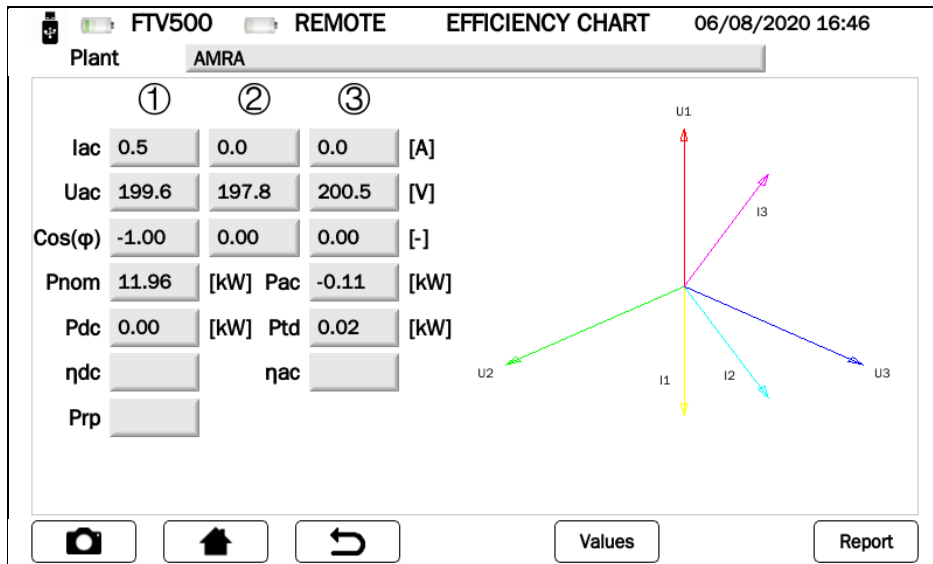 FTV500 REMOTE EFFICIENCY CHART 06/08/2020 16:46
Plant AMRA
① ② ③
Iac 0.5 0.0 0.0 [A]
Uac 199.6 197.8 200.5 [V]
Cos(φ) -1.00 0.00 0.00 [-]
Pnom 11.96 [kW] Pac -0.11 [kW]
Pdc 0.00 [kW] Ptd 0.02 [kW]
ηdc ηac
Prp
U1
I3
U2 I1 I2 U3
Values Report